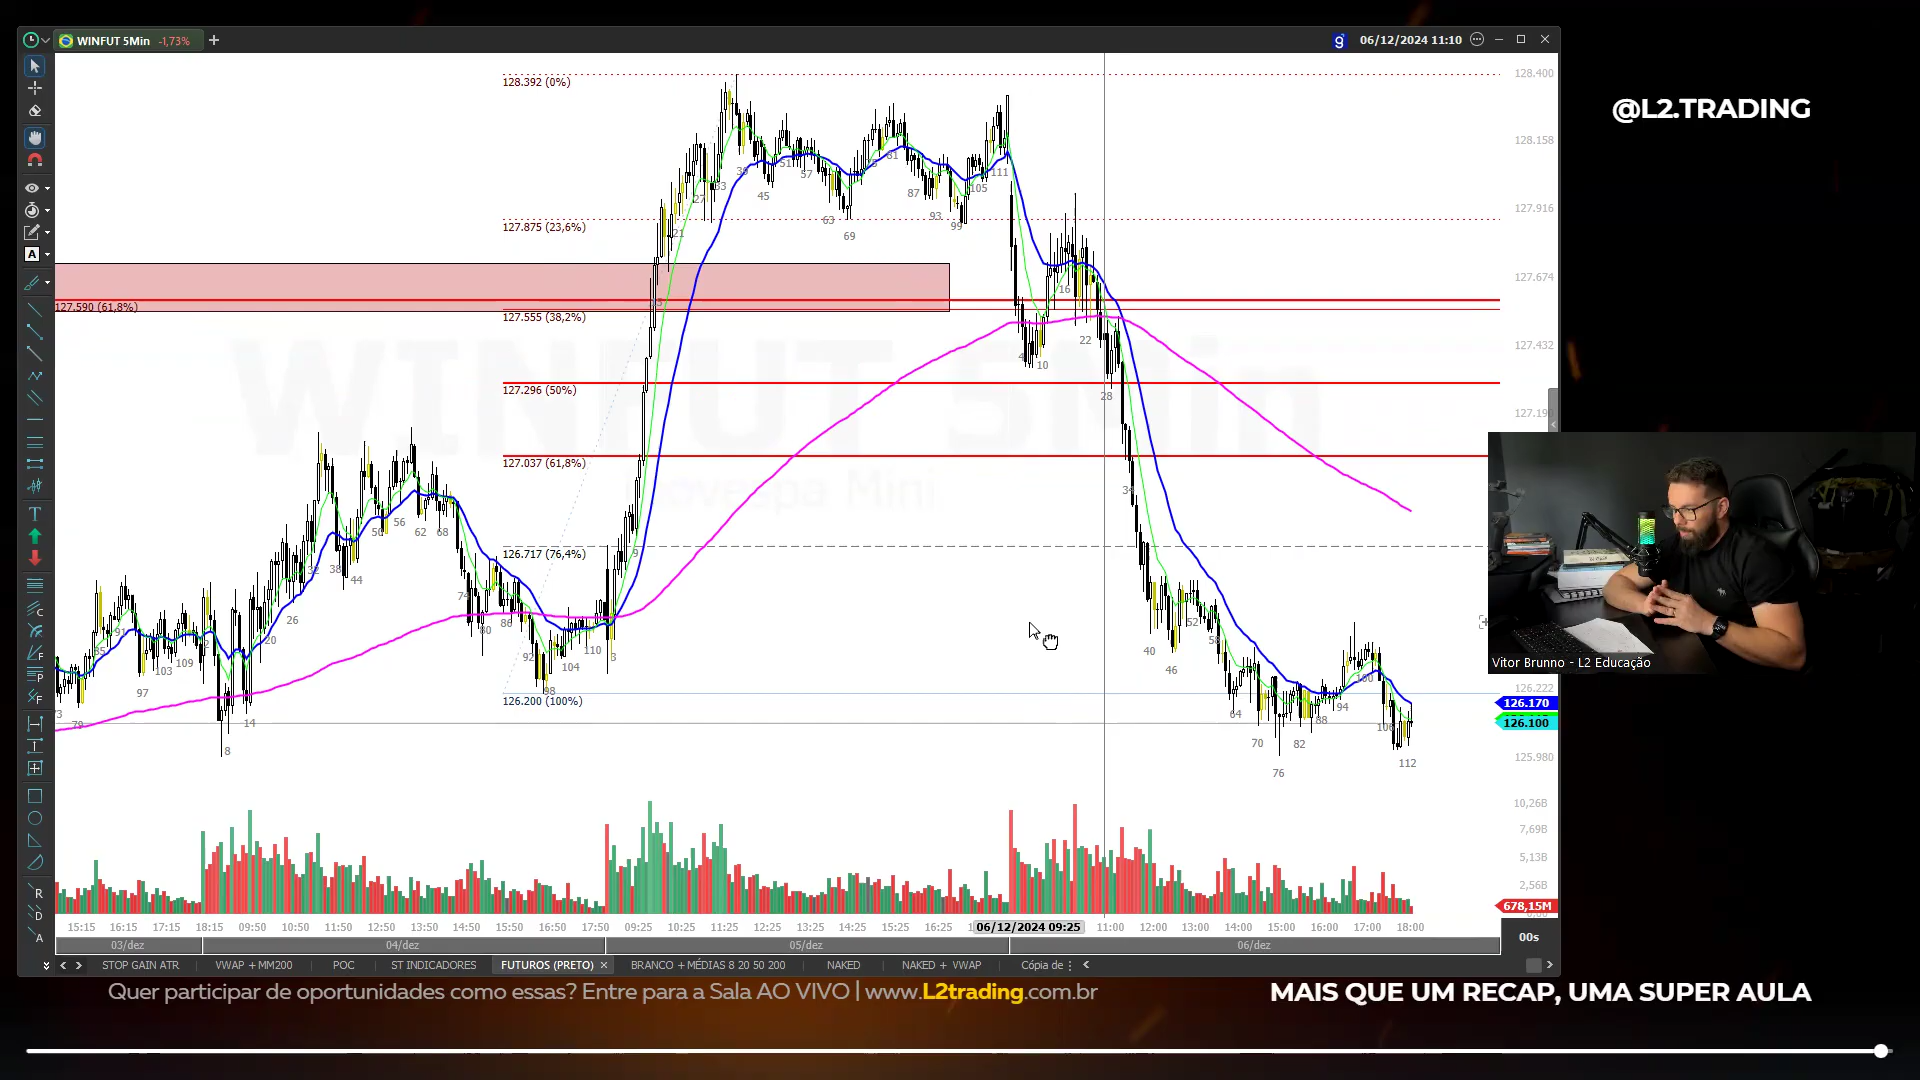 WINFUT 5Min -1,73%
06/12/2024 11:10
@L2.TRADING
128.392 (0%)
127.875 (23,6%)
127.590 (61,8%)
127.555 (38,2%)
127.296 (50%)
127.037 (61,8%)
126.717 (76,4%)
126.200 (100%)
WINFUT 5Min
128.400
128.158
127.916
127.674
127.432
127.190
126.222
126.170
126.100
125.980
10,26B
7,69B
5,13B
2,56B
678,15M
00s
Vitor Brunno - L2 Educação
15:15 16:15 17:15 18:15 09:50 10:50 11:50 12:50 13:50 14:50 15:50 16:50 17:50 09:25 10:25 11:25 12:25 13:25 14:25 15:25 16:25 06/12/2024 09:25 11:00 12:00 13:00 14:00 15:00 16:00 17:00 18:00
03/dez 04/dez 05/dez 06/dez
STOP GAIN ATR VWAP + MM200 POC ST INDICADORES FUTUROS (PRETO) BRANCO + MÉDIAS 8 20 50 200 NAKED NAKED + VWAP Cópia de
Quer participar de oportunidades como essas? Entre para a Sala AO VIVO | www.L2trading.com.br
MAIS QUE UM RECAP, UMA SUPER AULA